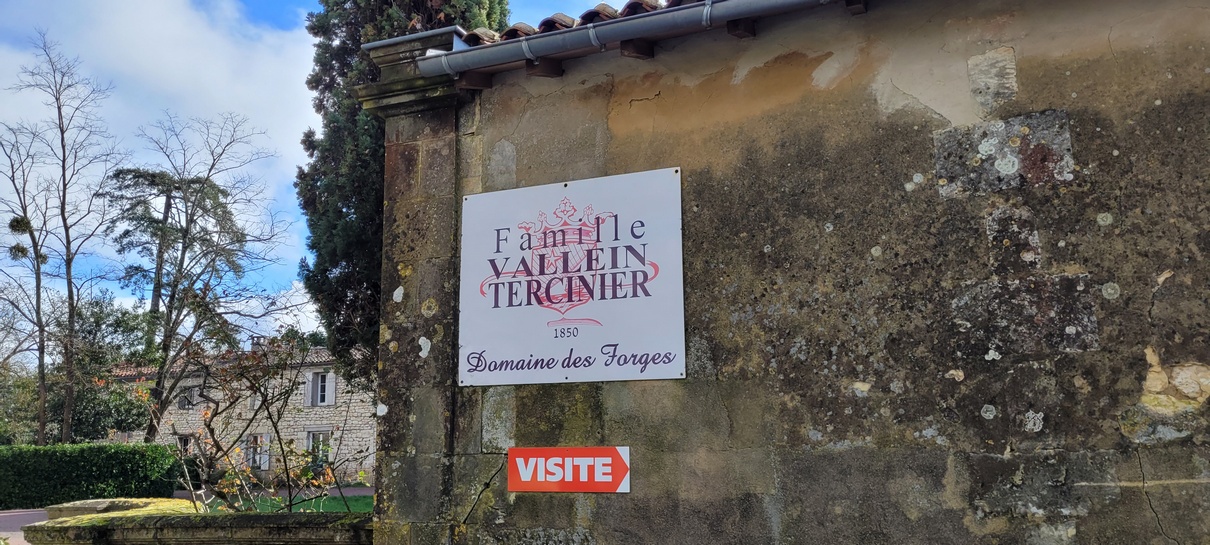 Famille
VALLEIN
TERCINIER
1850
Domaine des Forges
VISITE